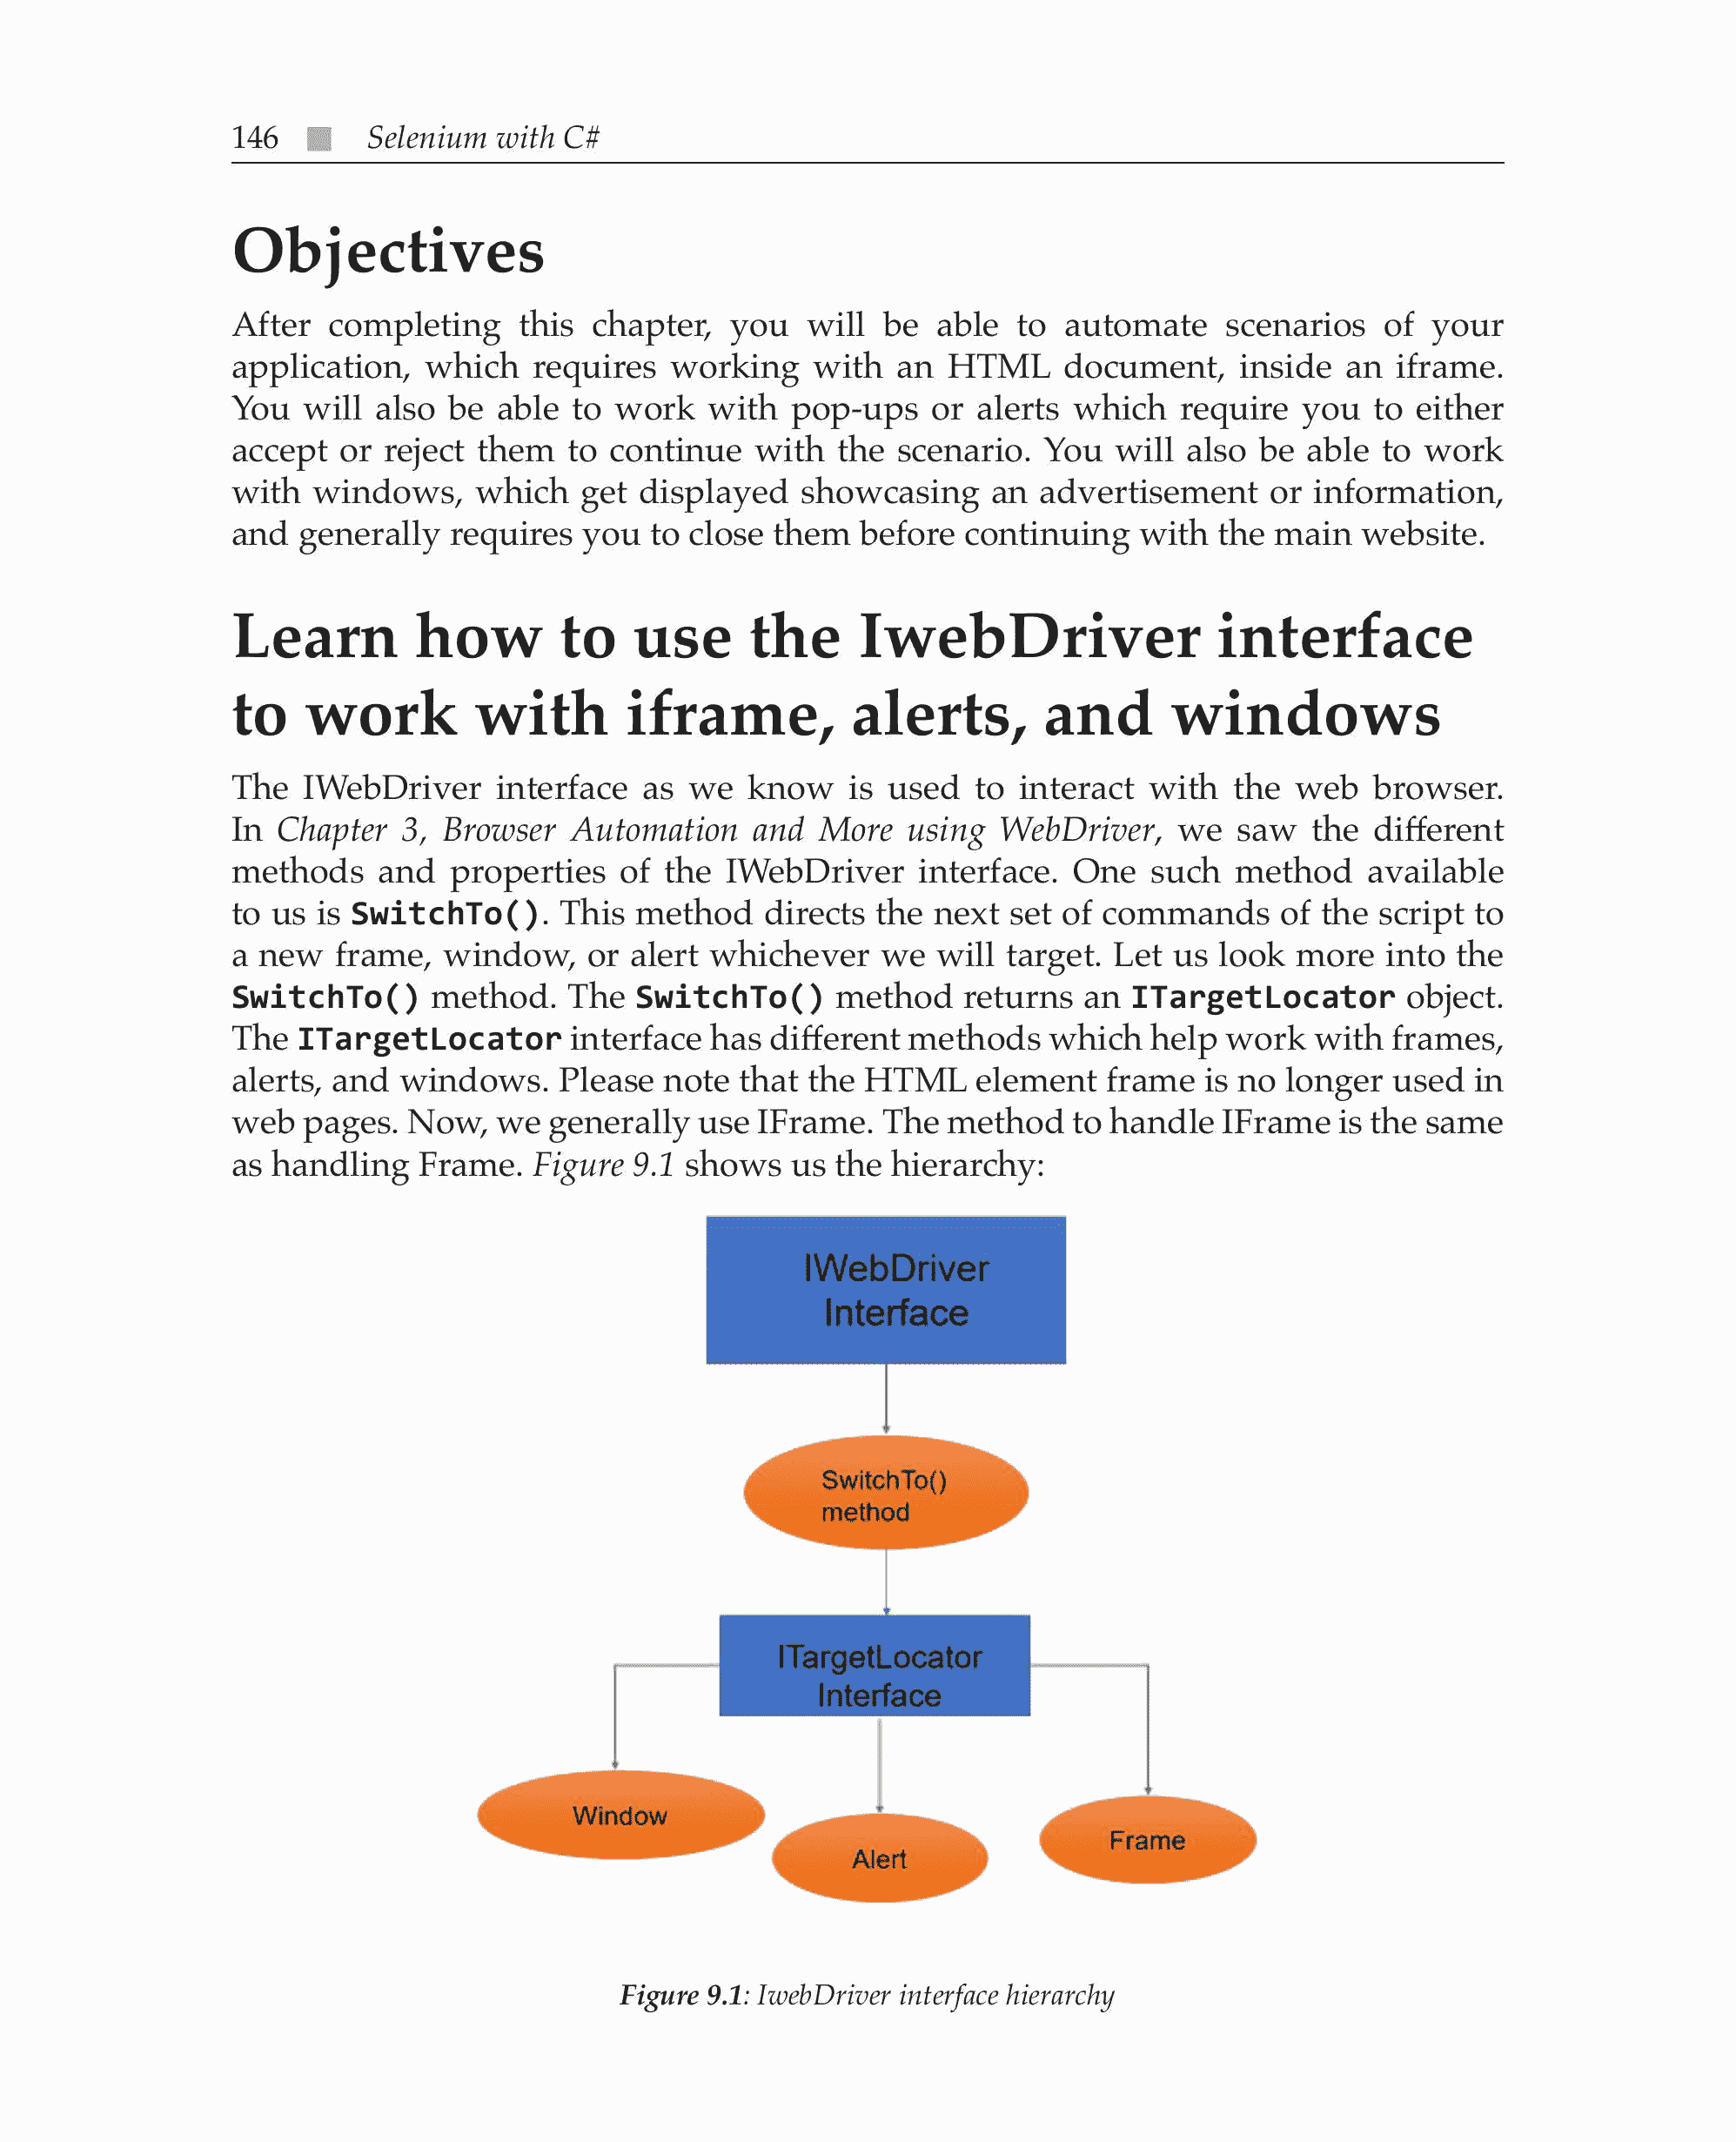 146 Selenium with C#
Objectives
After completing this chapter, you will be able to automate scenarios of your
application, which requires working with an HTML document, inside an iframe.
You will also be able to work with pop-ups or alerts which require you to either
accept or reject them to continue with the scenario. You will also be able to work
with windows, which get displayed showcasing an advertisement or information,
and generally requires you to close them before continuing with the main website.
Learn how to use the IwebDriver interface
to work with iframe, alerts, and windows
The IWebDriver interface as we know is used to interact with the web browser.
In Chapter 3, Browser Automation and More using WebDriver, we saw the different
methods and properties of the IWebDriver interface. One such method available
to us is SwitchTo(). This method directs the next set of commands of the script to
a new frame, window, or alert whichever we will target. Let us look more into the
SwitchTo() method. The SwitchTo() method returns an ITargetLocator object.
The ITargetLocator interface has different methods which help work with frames,
alerts, and windows. Please note that the HTML element frame is no longer used in
web pages. Now, we generally use IFrame. The method to handle IFrame is the same
as handling Frame. Figure 9.1 shows us the hierarchy:
IWebDriver
Interface
SwitchTo()
method
ITargetLocator
Interface
Window
Alert
Frame
Figure 9.1: IwebDriver interface hierarchy